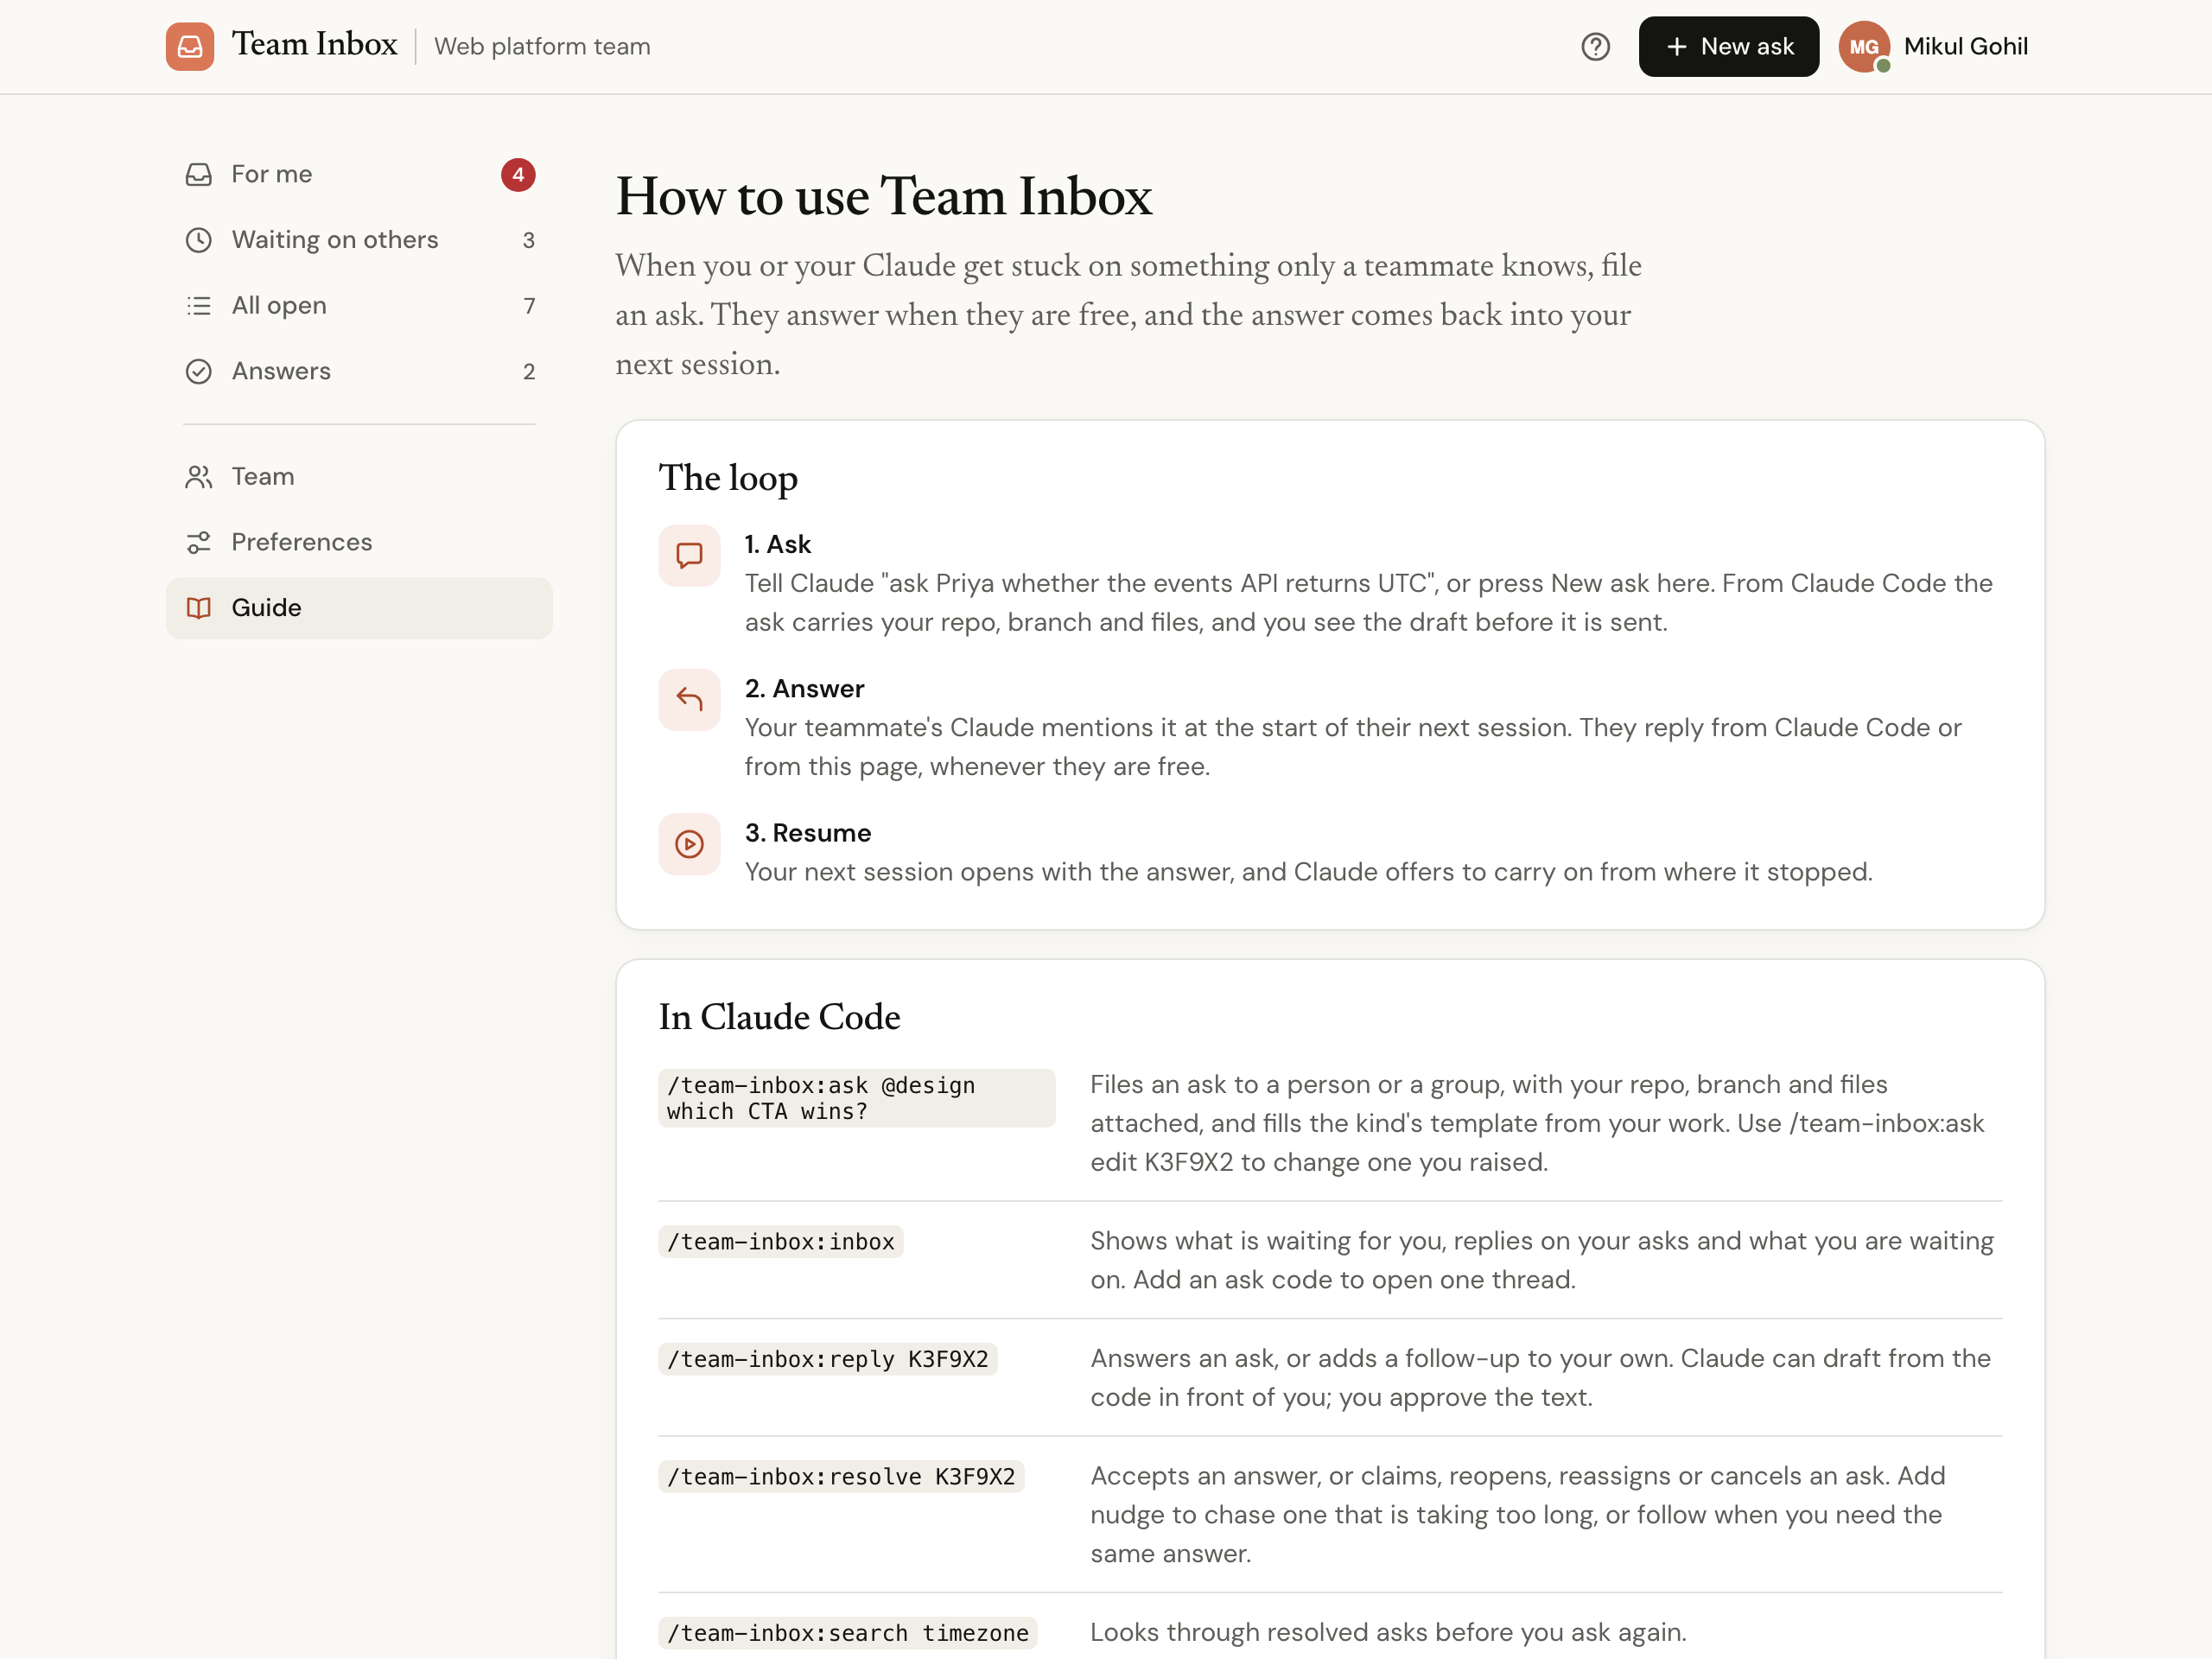 Team Inbox
Web platform team
New ask
MG
Mikul Gohil
For me
4
Waiting on others
3
All open
7
Answers
2
Team
Preferences
Guide
How to use Team Inbox
When you or your Claude get stuck on something only a teammate knows, file
an ask. They answer when they are free, and the answer comes back into your
next session.
The loop
1. Ask
Tell Claude "ask Priya whether the events API returns UTC", or press New ask here. From Claude Code the
ask carries your repo, branch and files, and you see the draft before it is sent.
2. Answer
Your teammate's Claude mentions it at the start of their next session. They reply from Claude Code or
from this page, whenever they are free.
3. Resume
Your next session opens with the answer, and Claude offers to carry on from where it stopped.
In Claude Code
/team-inbox:ask @design
which CTA wins?
Files an ask to a person or a group, with your repo, branch and files
attached, and fills the kind's template from your work. Use /team-inbox:ask
edit K3F9X2 to change one you raised.
/team-inbox:inbox
Shows what is waiting for you, replies on your asks and what you are waiting
on. Add an ask code to open one thread.
/team-inbox:reply K3F9X2
Answers an ask, or adds a follow-up to your own. Claude can draft from the
code in front of you; you approve the text.
/team-inbox:resolve K3F9X2
Accepts an answer, or claims, reopens, reassigns or cancels an ask. Add
nudge to chase one that is taking too long, or follow when you need the
same answer.
/team-inbox:search timezone
Looks through resolved asks before you ask again.